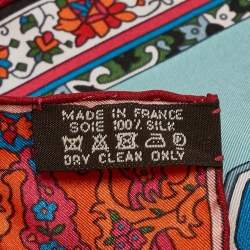 MADE IN FRANCE
SOIE 100% SILK
DRY CLEAN ONLY